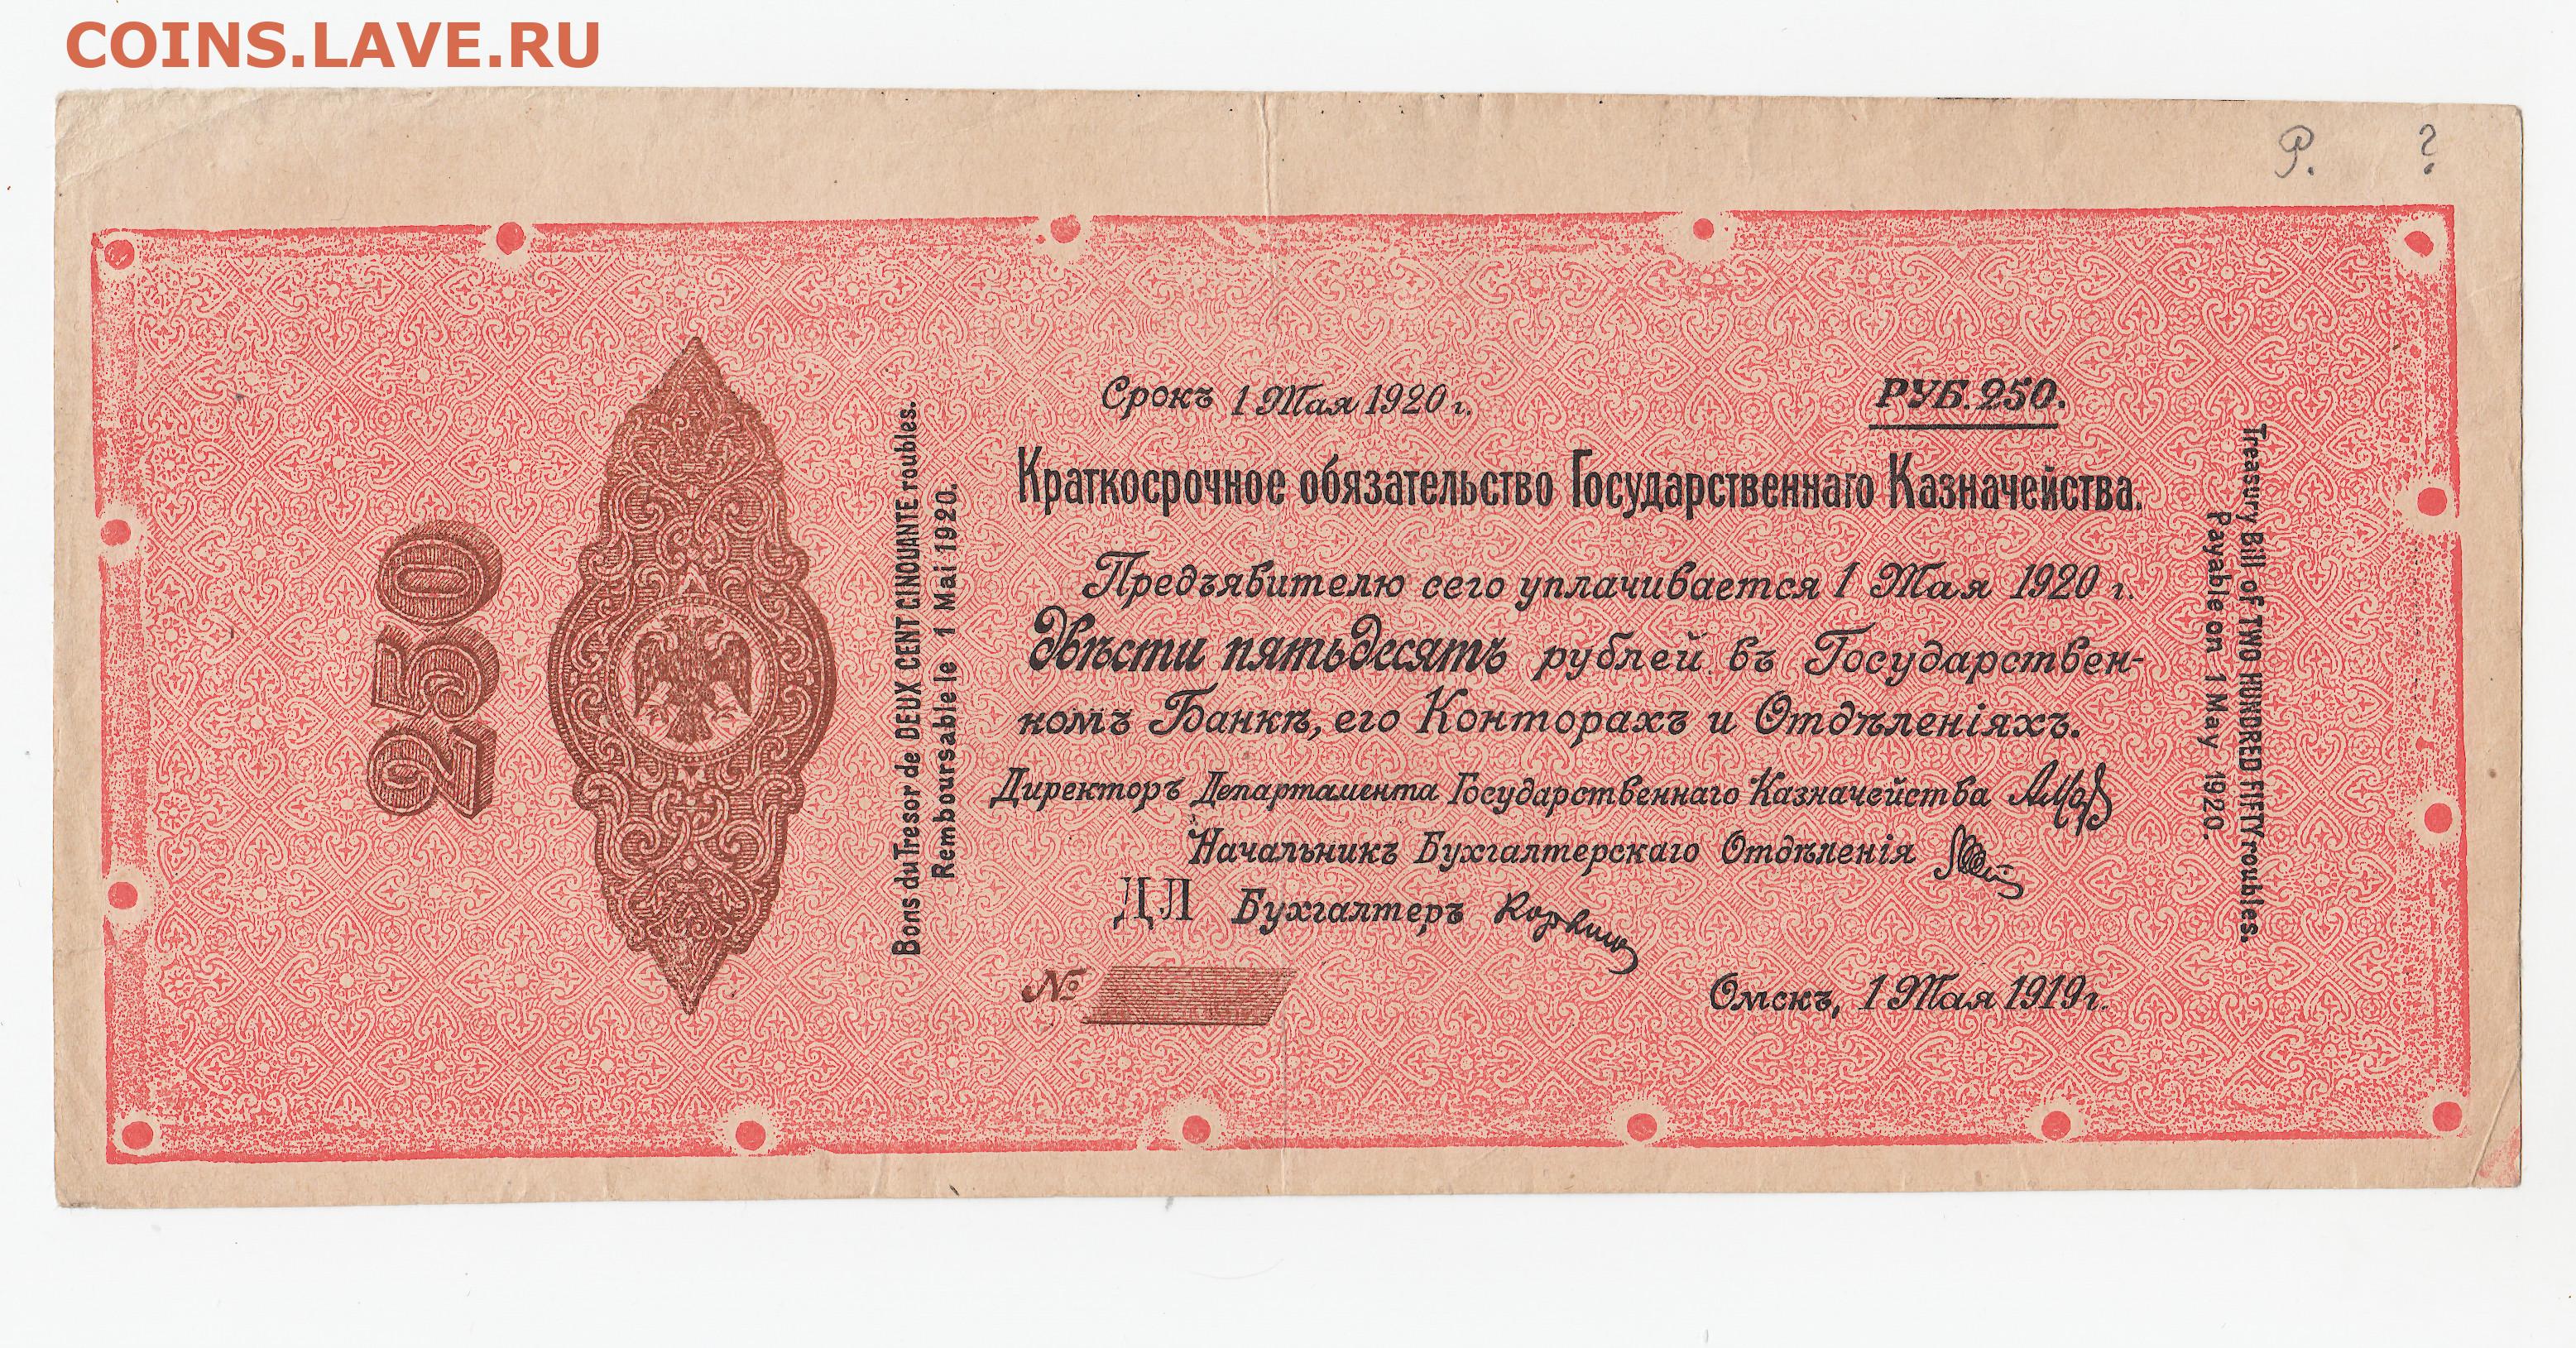 COINS.LAVE.RU
Р. ?
250
Bons du Tresor de DEUX CENT CINQUANTE roubles.
Remboursable le 1 Mai 1920.
Срокъ 1 Мая 1920 г.
РУБ. 250.
Краткосрочное обязательство Государственнаго Казначейства.
Предъявителю сего уплачивается 1 Мая 1920 г.
Двѣсти пятьдесятъ рублей въ Государствен-
номъ Банкѣ, его Конторахъ и Отдѣленіяхъ.
Директоръ Департамента Государственнаго Казначейства
Начальникъ Бухгалтерскаго Отдѣленія
ДЛ Бухгалтеръ
№
Омскъ, 1 Мая 1919 г.
Treasury Bill of TWO HUNDRED FIFTY roubles.
Payable on 1 May 1920.